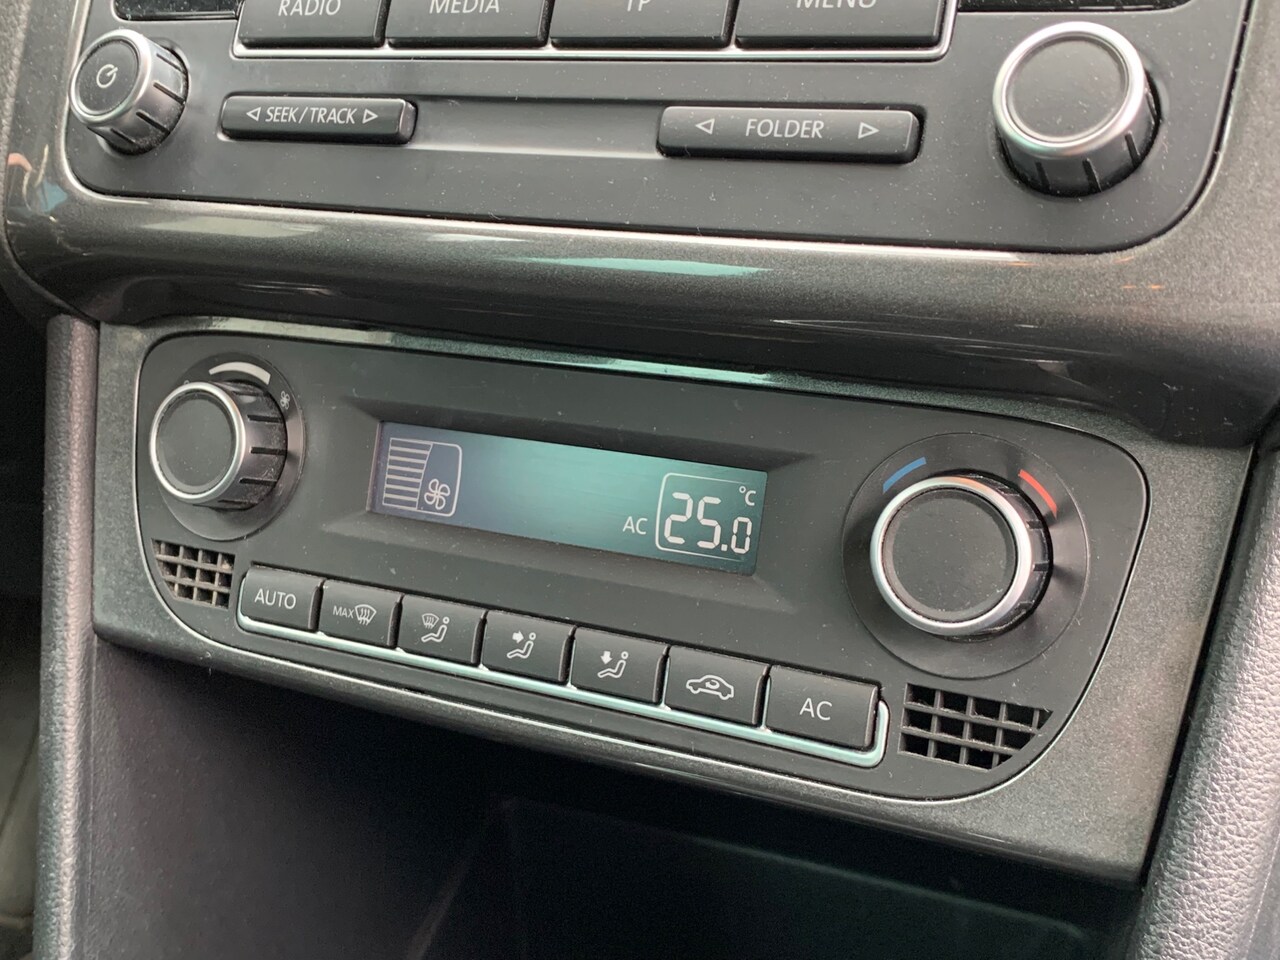 RADIO MEDIA TP MENU
SEEK/TRACK FOLDER
AC 25.0 °C
AUTO MAX AC